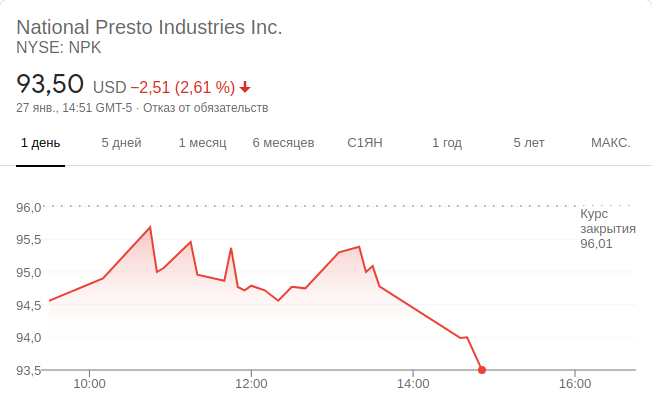 National Presto Industries Inc.
NYSE: NPK
93,50 USD −2,51 (2,61 %)
27 янв., 14:51 GMT-5 · Отказ от обязательств
1 день 5 дней 1 месяц 6 месяцев С1ЯН 1 год 5 лет МАКС.
96,0
Курс
закрытия
95,5
96,01
95,0
94,5
94,0
93,5
10:00 12:00 14:00 16:00